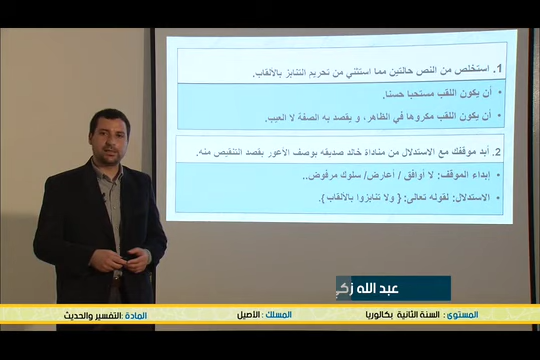 1. استخلص من النص حالتين مما استثني من تحريم التنابز بالألقاب.
• أن يكون اللقب مستحبا حسنا.
• أن يكون اللقب مكروها في الظاهر، و يقصد به الصفة لا العيب.
2. أبد موقفك مع الاستدلال من مناداة خالد صديقه بوصف الأعور بقصد التنقيص منه.
• إبداء الموقف: لا أوافق / أعارض/ سلوك مرفوض..
• الاستدلال: لقوله تعالى: { ولا تنابزوا بالألقاب }.
عبد الله زكي
المستوى : السنة الثانية بكالوريا المسلك : الأصيل المادة :التفسير والحديث